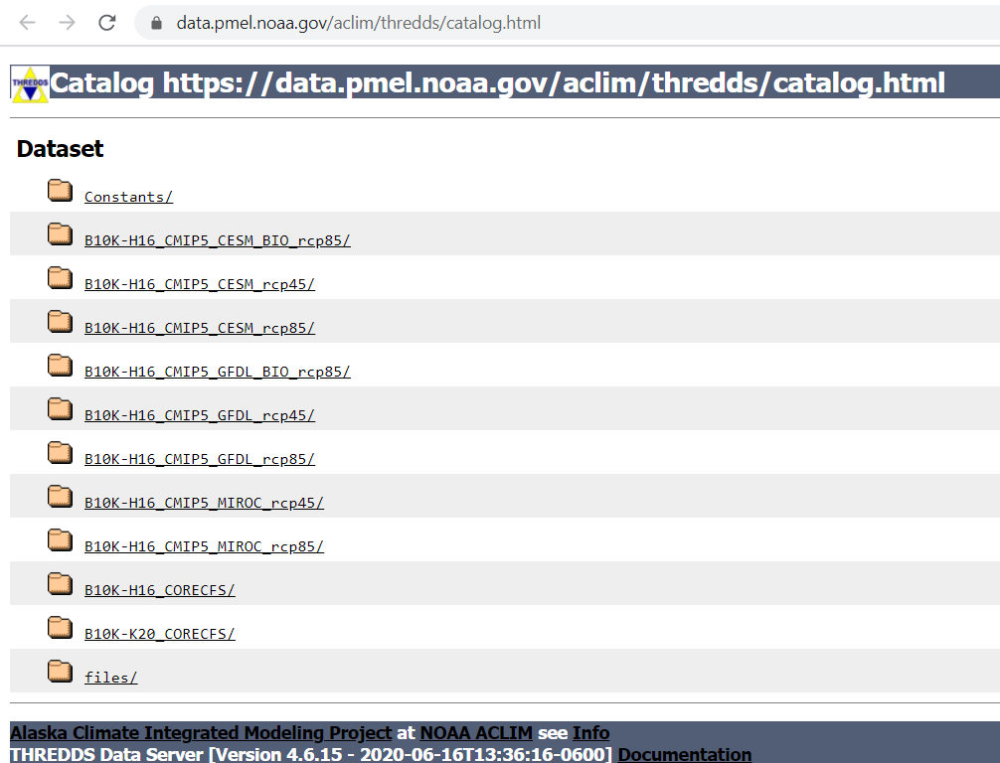 data.pmel.noaa.gov/aclim/thredds/catalog.html
THREDDS
Catalog https://data.pmel.noaa.gov/aclim/thredds/catalog.html
Dataset
Constants/
B10K-H16_CMIP5_CESM_BIO_rcp85/
B10K-H16_CMIP5_CESM_rcp45/
B10K-H16_CMIP5_CESM_rcp85/
B10K-H16_CMIP5_GFDL_BIO_rcp85/
B10K-H16_CMIP5_GFDL_rcp45/
B10K-H16_CMIP5_GFDL_rcp85/
B10K-H16_CMIP5_MIROC_rcp45/
B10K-H16_CMIP5_MIROC_rcp85/
B10K-H16_CORECFS/
B10K-K20_CORECFS/
files/
Alaska Climate Integrated Modeling Project at NOAA ACLIM see Info
THREDDS Data Server [Version 4.6.15 - 2020-06-16T13:36:16-0600] Documentation